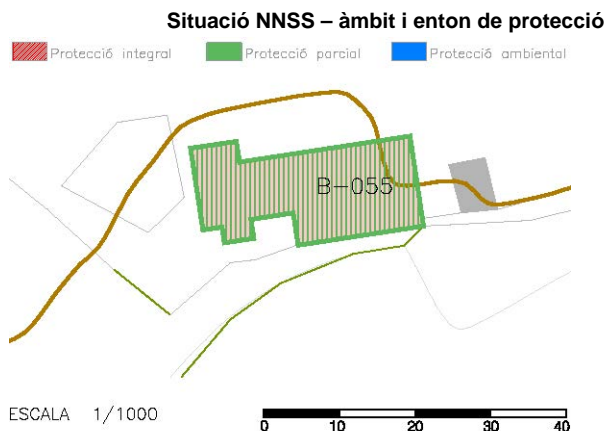 Situació NNSS – àmbit i enton de protecció
Protecció integral Protecció parcial Protecció ambiental
B-055
ESCALA 1/1000
0 10 20 30 40